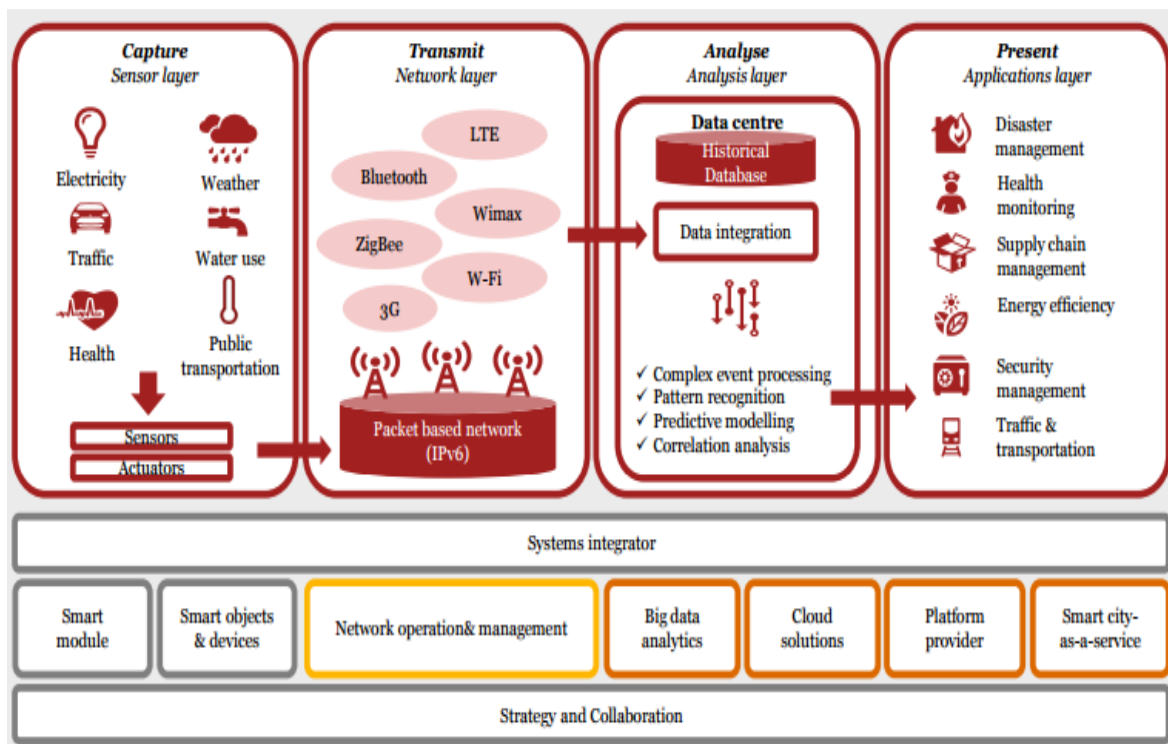 Capture
Sensor layer
Electricity
Weather
Traffic
Water use
Health
Public
transportation
Sensors
Actuators
Transmit
Network layer
LTE
Bluetooth
Wimax
ZigBee
W-Fi
3G
Packet based network
(IPv6)
Analyse
Analysis layer
Data centre
Historical
Database
Data integration
✓ Complex event processing
✓ Pattern recognition
✓ Predictive modelling
✓ Correlation analysis
Present
Applications layer
Disaster
management
Health
monitoring
Supply chain
management
Energy efficiency
Security
management
Traffic &
transportation
Systems integrator
Smart
module
Smart objects
& devices
Network operation& management
Big data
analytics
Cloud
solutions
Platform
provider
Smart city-
as-a-service
Strategy and Collaboration